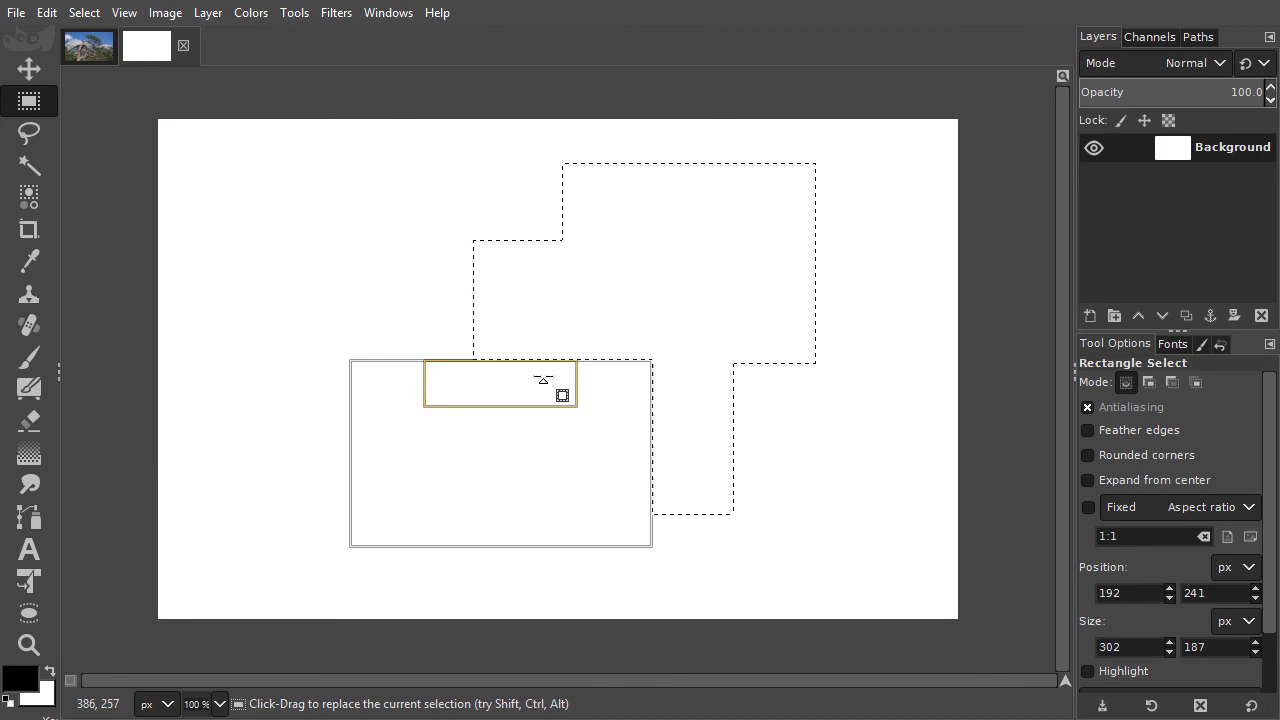 File Edit Select View Image Layer Colors Tools Filters Windows Help
Layers Channels Paths
Mode Normal
Opacity 100.0
Lock:
Background
Tool Options Fonts
Rectangle Select
Mode:
Antialiasing
Feather edges
Rounded corners
Expand from center
Fixed Aspect ratio
1:1
Position: px
192 241
Size: px
302 187
Highlight
386, 257 px 100 % Click-Drag to replace the current selection (try Shift, Ctrl, Alt)